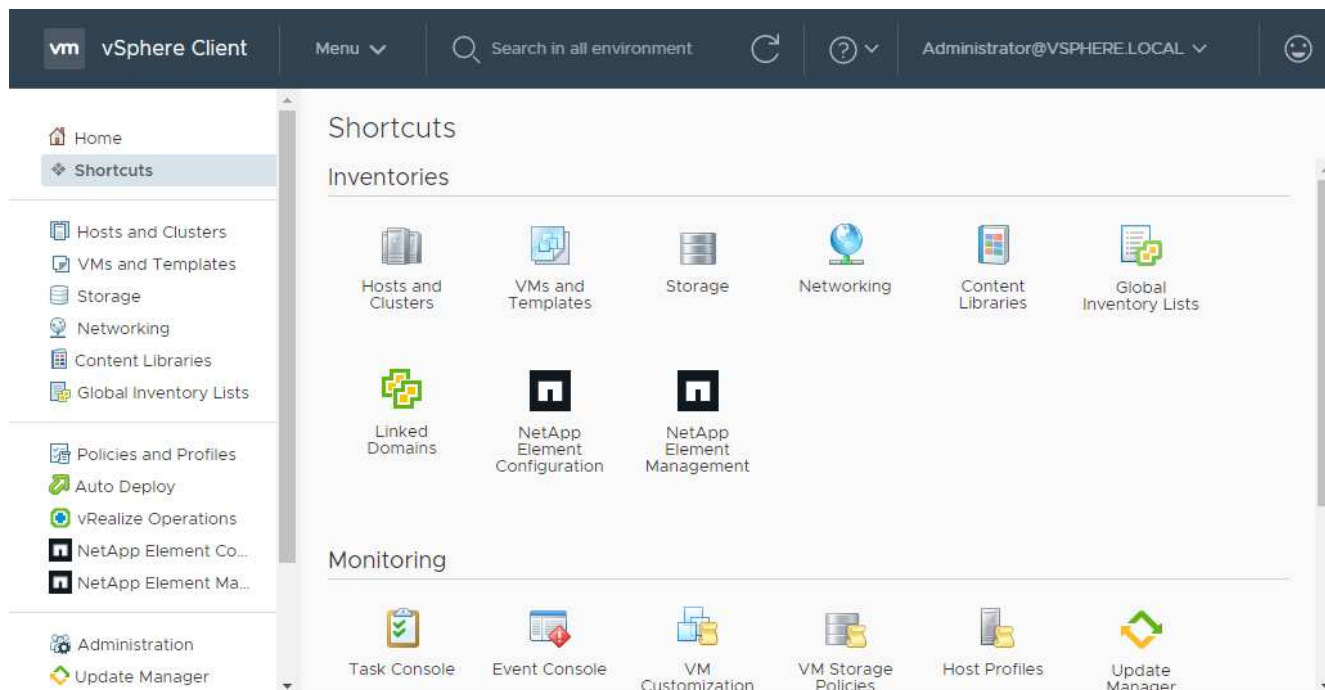 vm vSphere Client Menu Search in all environment Administrator@VSPHERE.LOCAL
Home
Shortcuts
Hosts and Clusters
VMs and Templates
Storage
Networking
Content Libraries
Global Inventory Lists
Policies and Profiles
Auto Deploy
vRealize Operations
NetApp Element Co...
NetApp Element Ma...
Administration
Update Manager
Shortcuts
Inventories
Hosts and
Clusters
VMs and
Templates
Storage
Networking
Content
Libraries
Global
Inventory Lists
Linked
Domains
NetApp
Element
Configuration
NetApp
Element
Management
Monitoring
Task Console
Event Console
VM
Customization
VM Storage
Policies
Host Profiles
Update
Manager